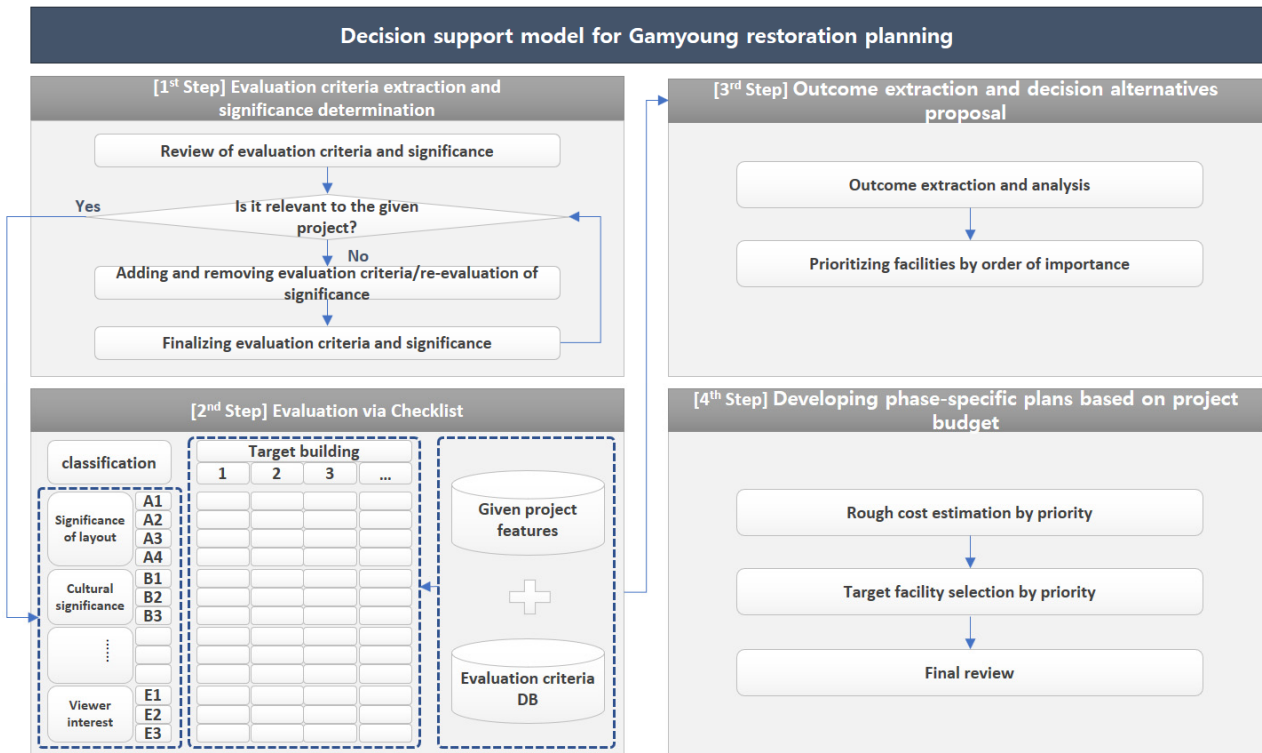 Decision support model for Gamyoung restoration planning
[1st Step] Evaluation criteria extraction and
significance determination
Review of evaluation criteria and significance
Yes
Is it relevant to the given
project?
No
Adding and removing evaluation criteria/re-evaluation of
significance
Finalizing evaluation criteria and significance
[2nd Step] Evaluation via Checklist
classification
Target building
1 2 3 ...
Significance
of layout
A1
A2
A3
A4
Cultural
significance
B1
B2
B3
......
Viewer
interest
E1
E2
E3
Given project
features
Evaluation criteria
DB
[3rd Step] Outcome extraction and decision alternatives
proposal
Outcome extraction and analysis
Prioritizing facilities by order of importance
[4th Step] Developing phase-specific plans based on project
budget
Rough cost estimation by priority
Target facility selection by priority
Final review